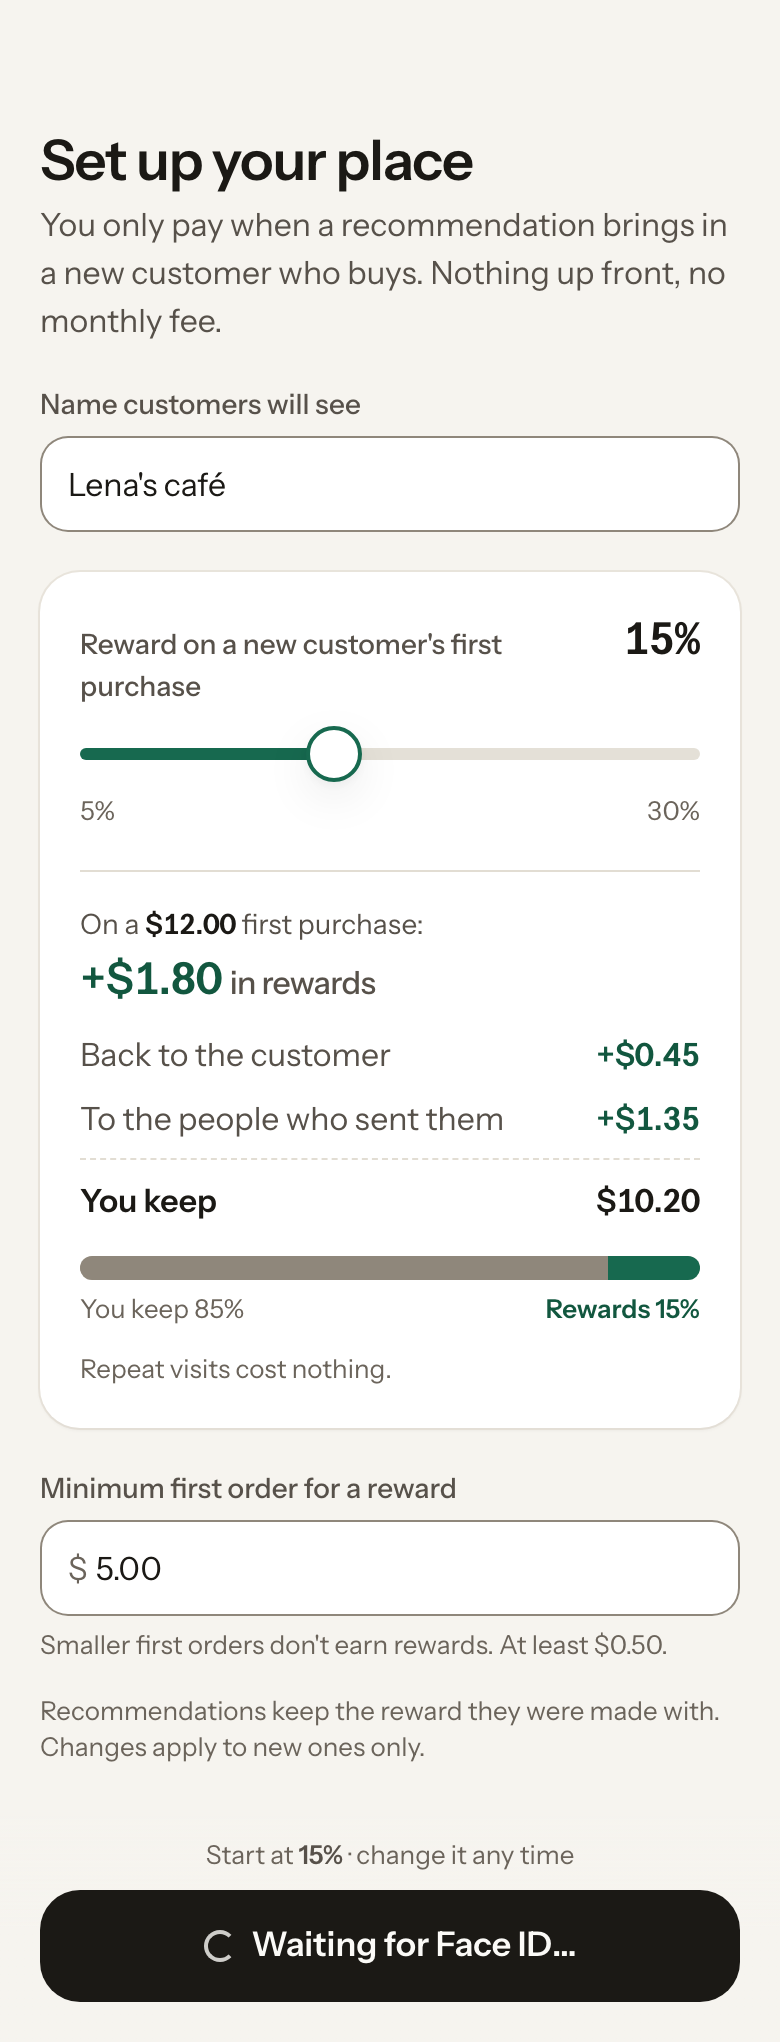 Set up your place
You only pay when a recommendation brings in
a new customer who buys. Nothing up front, no
monthly fee.
Name customers will see
Lena's café
Reward on a new customer's first
purchase
15%
5%
30%
On a $12.00 first purchase:
+$1.80 in rewards
Back to the customer +$0.45
To the people who sent them +$1.35
You keep $10.20
You keep 85% Rewards 15%
Repeat visits cost nothing.
Minimum first order for a reward
$ 5.00
Smaller first orders don't earn rewards. At least $0.50.
Recommendations keep the reward they were made with.
Changes apply to new ones only.
Start at 15% · change it any time
Waiting for Face ID...